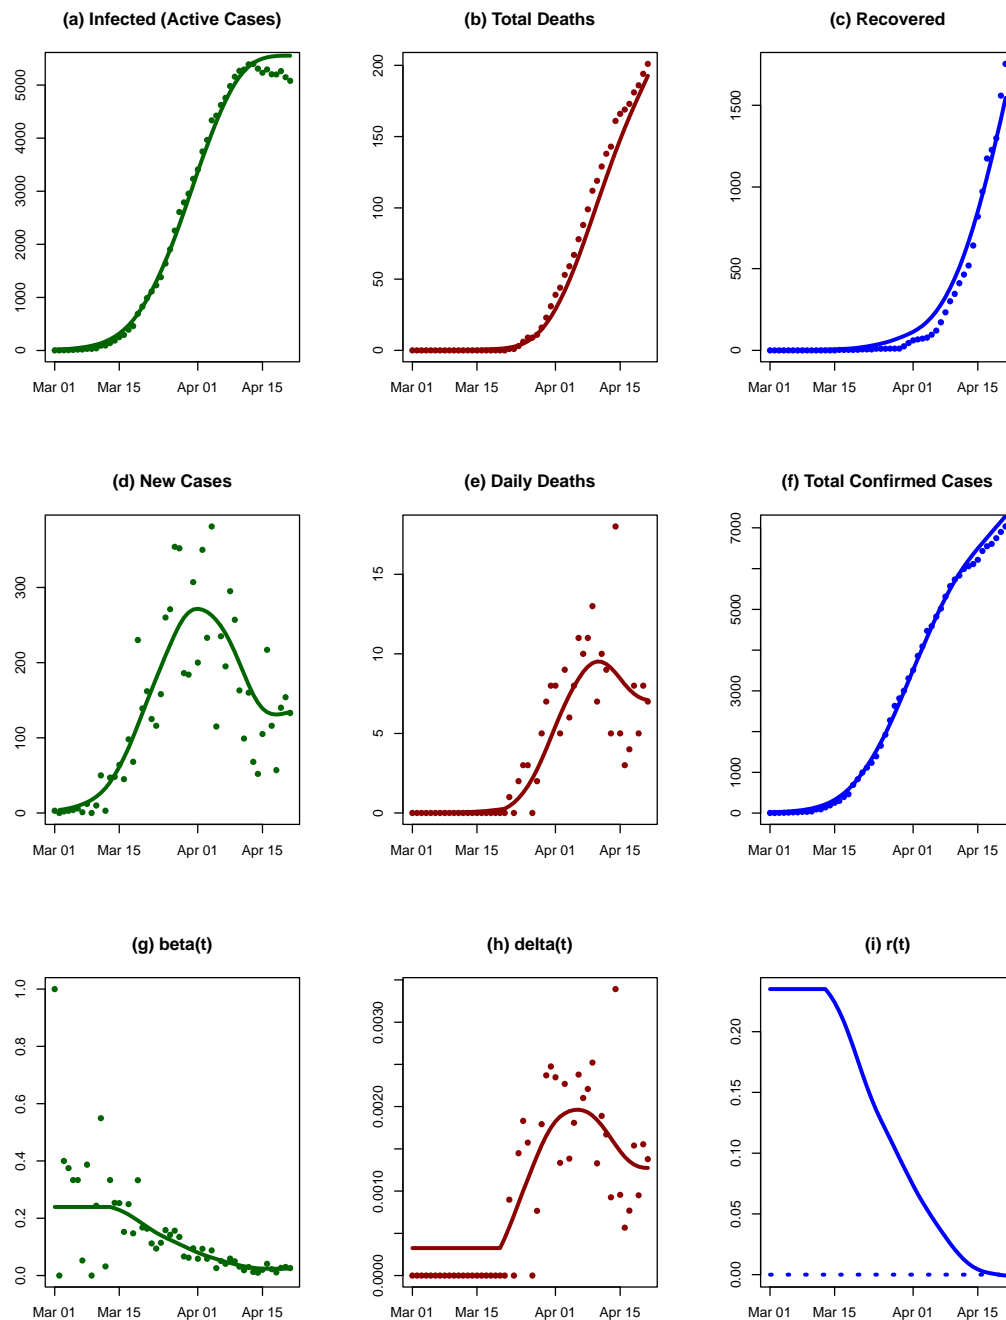 (a) Infected (Active Cases)
(b) Total Deaths
(c) Recovered
5000
4000
3000
2000
1000
0
Mar 01 Mar 15 Apr 01 Apr 15
200
150
100
50
0
Mar 01 Mar 15 Apr 01 Apr 15
1500
1000
500
0
Mar 01 Mar 15 Apr 01 Apr 15
(d) New Cases
(e) Daily Deaths
(f) Total Confirmed Cases
300
200
100
0
Mar 01 Mar 15 Apr 01 Apr 15
15
10
5
0
Mar 01 Mar 15 Apr 01 Apr 15
7000
5000
3000
1000
0
Mar 01 Mar 15 Apr 01 Apr 15
(g) beta(t)
(h) delta(t)
(i) r(t)
1.0
0.8
0.6
0.4
0.2
0.0
Mar 01 Mar 15 Apr 01 Apr 15
0.0030
0.0020
0.0010
0.0000
Mar 01 Mar 15 Apr 01 Apr 15
0.20
0.15
0.10
0.05
0.00
Mar 01 Mar 15 Apr 01 Apr 15